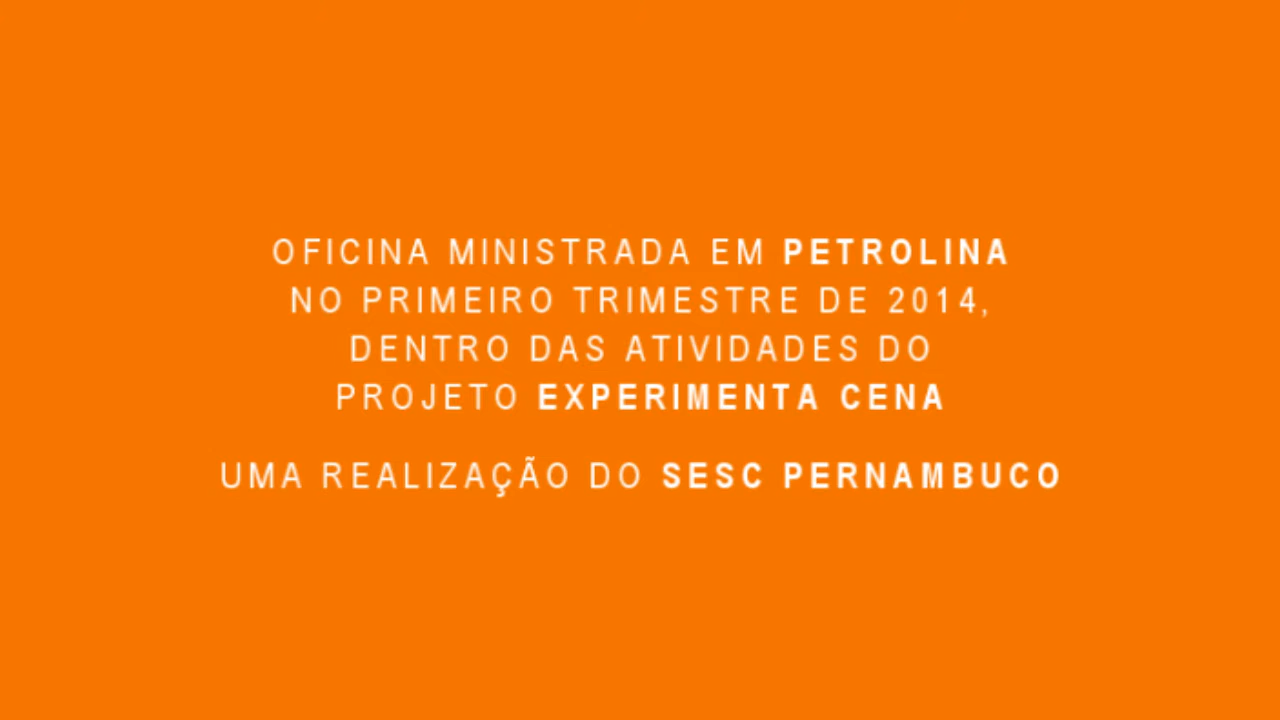 OFICINA MINISTRADA EM PETROLINA
NO PRIMEIRO TRIMESTRE DE 2014,
DENTRO DAS ATIVIDADES DO
PROJETO EXPERIMENTA CENA
UMA REALIZAÇÃO DO SESC PERNAMBUCO